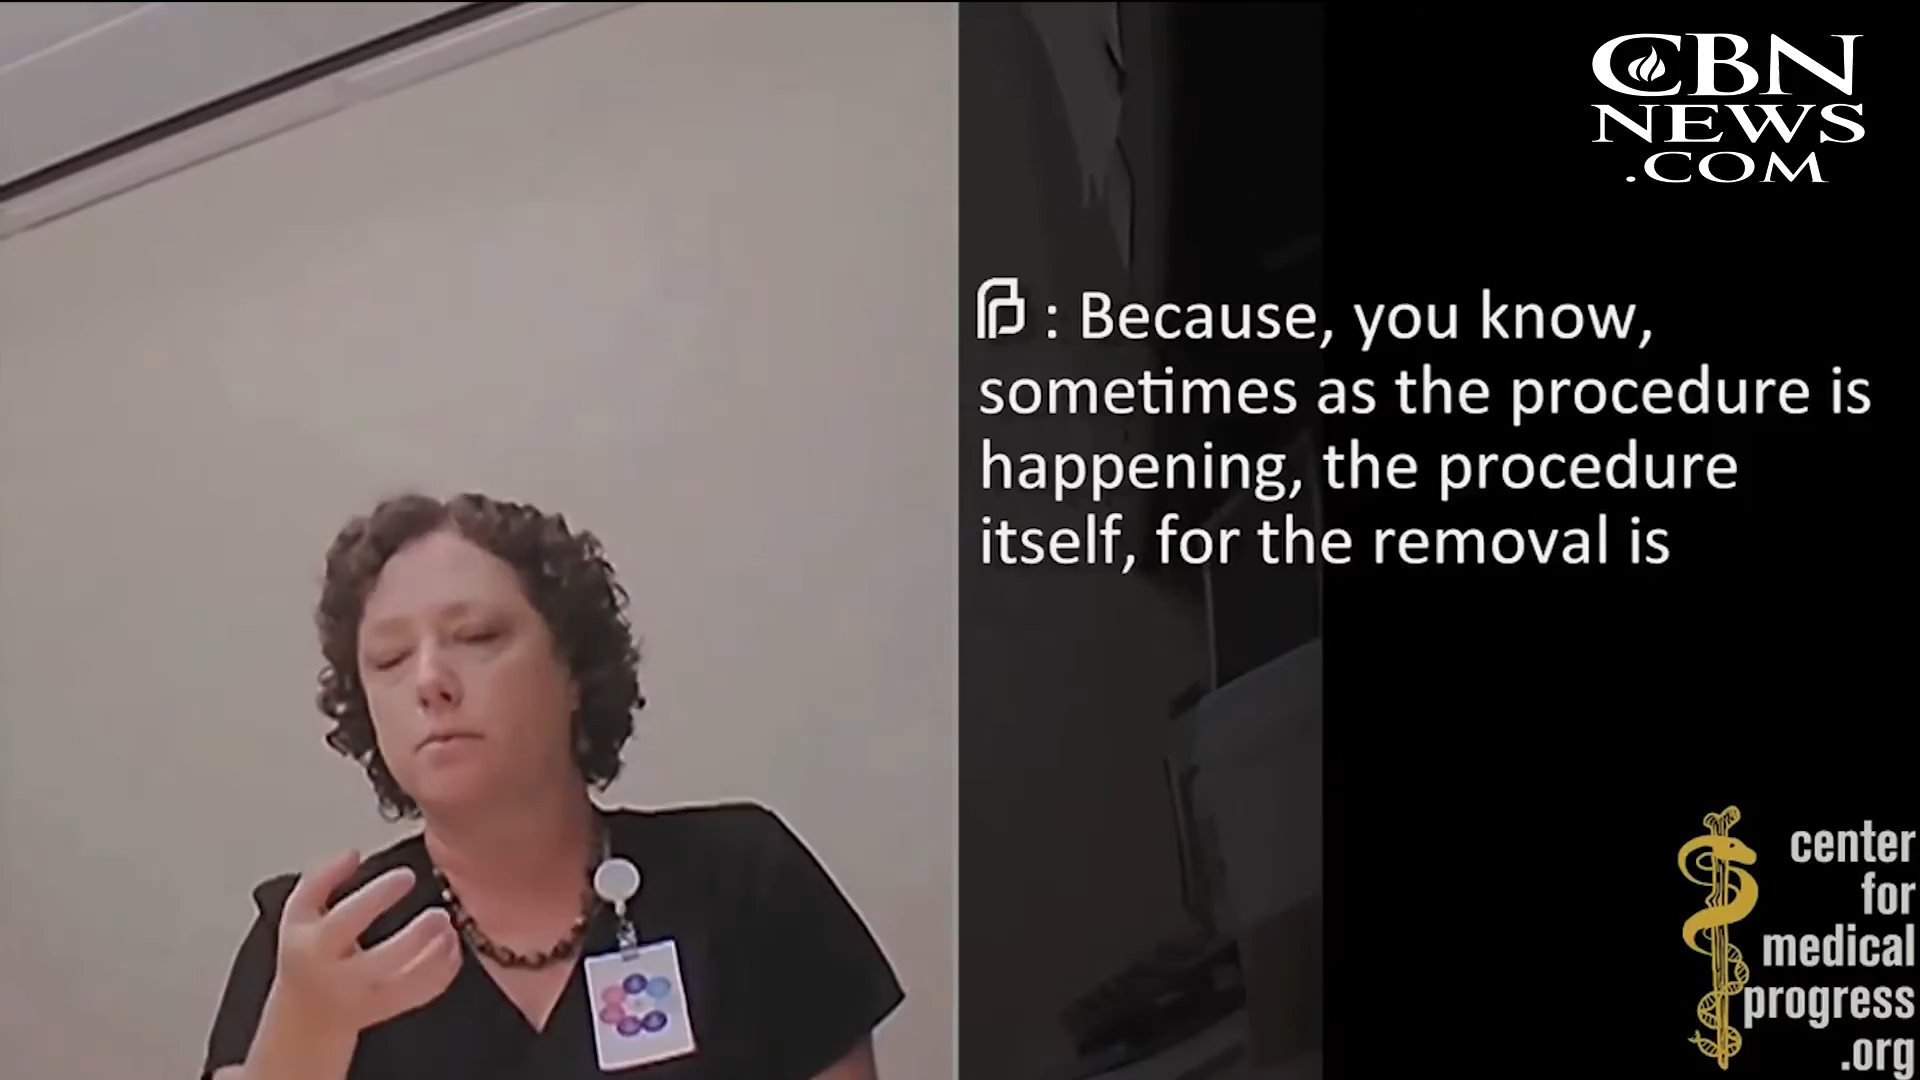 CBN
NEWS
.COM
: Because, you know,
sometimes as the procedure is
happening, the procedure
itself, for the removal is
center
for
medical
progress
.org